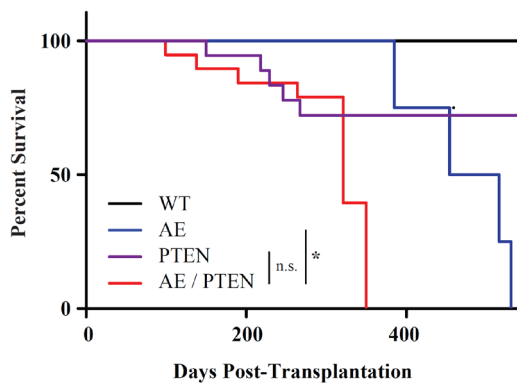 100
50
0
Percent Survival
WT
AE
PTEN
AE / PTEN
n.s.
*
0
200
400
Days Post-Transplantation